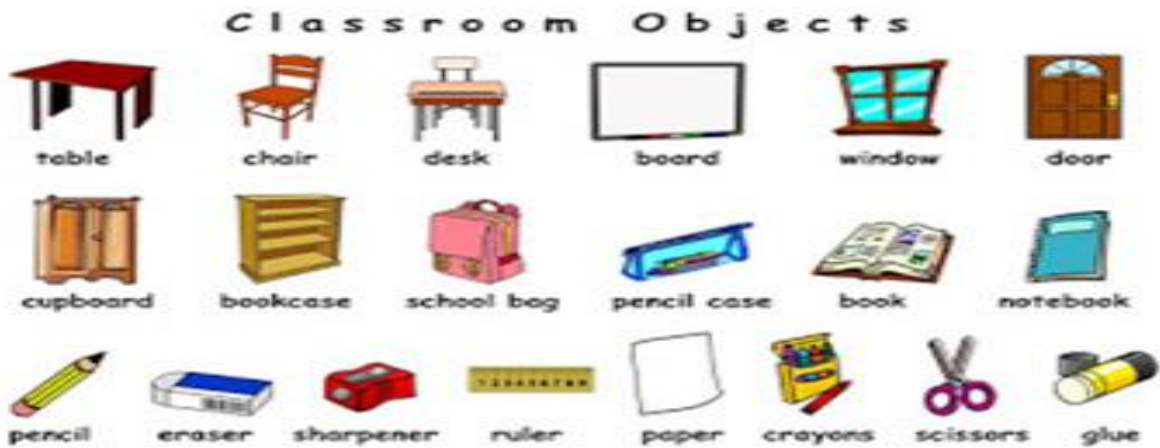 Classroom Objects
table chair desk board window door
cupboard bookcase school bag pencil case book notebook
123456789
pencil eraser sharpener ruler paper crayons scissors glue